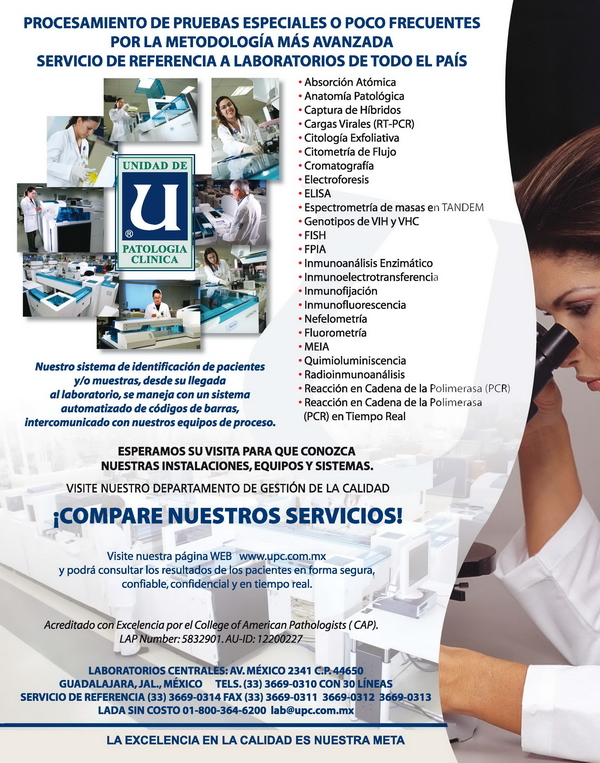 PROCESAMIENTO DE PRUEBAS ESPECIALES O POCO FRECUENTES
POR LA METODOLOGÍA MÁS AVANZADA
SERVICIO DE REFERENCIA A LABORATORIOS DE TODO EL PAÍS
UNIDAD DE
U
®
PATOLOGIA
CLINICA
• Absorción Atómica
• Anatomía Patológica
• Captura de Híbridos
• Cargas Virales (RT-PCR)
• Citología Exfoliativa
• Citometría de Flujo
• Cromatografía
• Electroforesis
• ELISA
• Espectrometría de masas en TANDEM
• Genotipos de VIH y VHC
• FISH
• FPIA
• Inmunoanálisis Enzimático
• Inmunoelectrotransferencia
• Inmunofijación
• Inmunofluorescencia
• Nefelometría
• Fluorometría
• MEIA
• Quimioluminiscencia
• Radioinmunoanálisis
• Reacción en Cadena de la Polimerasa (PCR)
• Reacción en Cadena de la Polimerasa
(PCR) en Tiempo Real
Nuestro sistema de identificación de pacientes
y/o muestras, desde su llegada
al laboratorio, se maneja con un sistema
automatizado de códigos de barras,
intercomunicado con nuestros equipos de proceso.
ESPERAMOS SU VISITA PARA QUE CONOZCA
NUESTRAS INSTALACIONES, EQUIPOS Y SISTEMAS.
VISITE NUESTRO DEPARTAMENTO DE GESTIÓN DE LA CALIDAD
¡COMPARE NUESTROS SERVICIOS!
Visite nuestra página WEB www.upc.com.mx
y podrá consultar los resultados de los pacientes en forma segura,
confiable, confidencial y en tiempo real.
Acreditado con Excelencia por el College of American Pathologists ( CAP).
LAP Number: 5832901. AU-ID: 12200227
LABORATORIOS CENTRALES: AV. MÉXICO 2341 C.P. 44650
GUADALAJARA, JAL., MÉXICO TELS. (33) 3669-0310 CON 30 LÍNEAS
SERVICIO DE REFERENCIA (33) 3669-0314 FAX (33) 3669-0311 3669-0312 3669-0313
LADA SIN COSTO 01-800-364-6200 lab@upc.com.mx
LA EXCELENCIA EN LA CALIDAD ES NUESTRA META